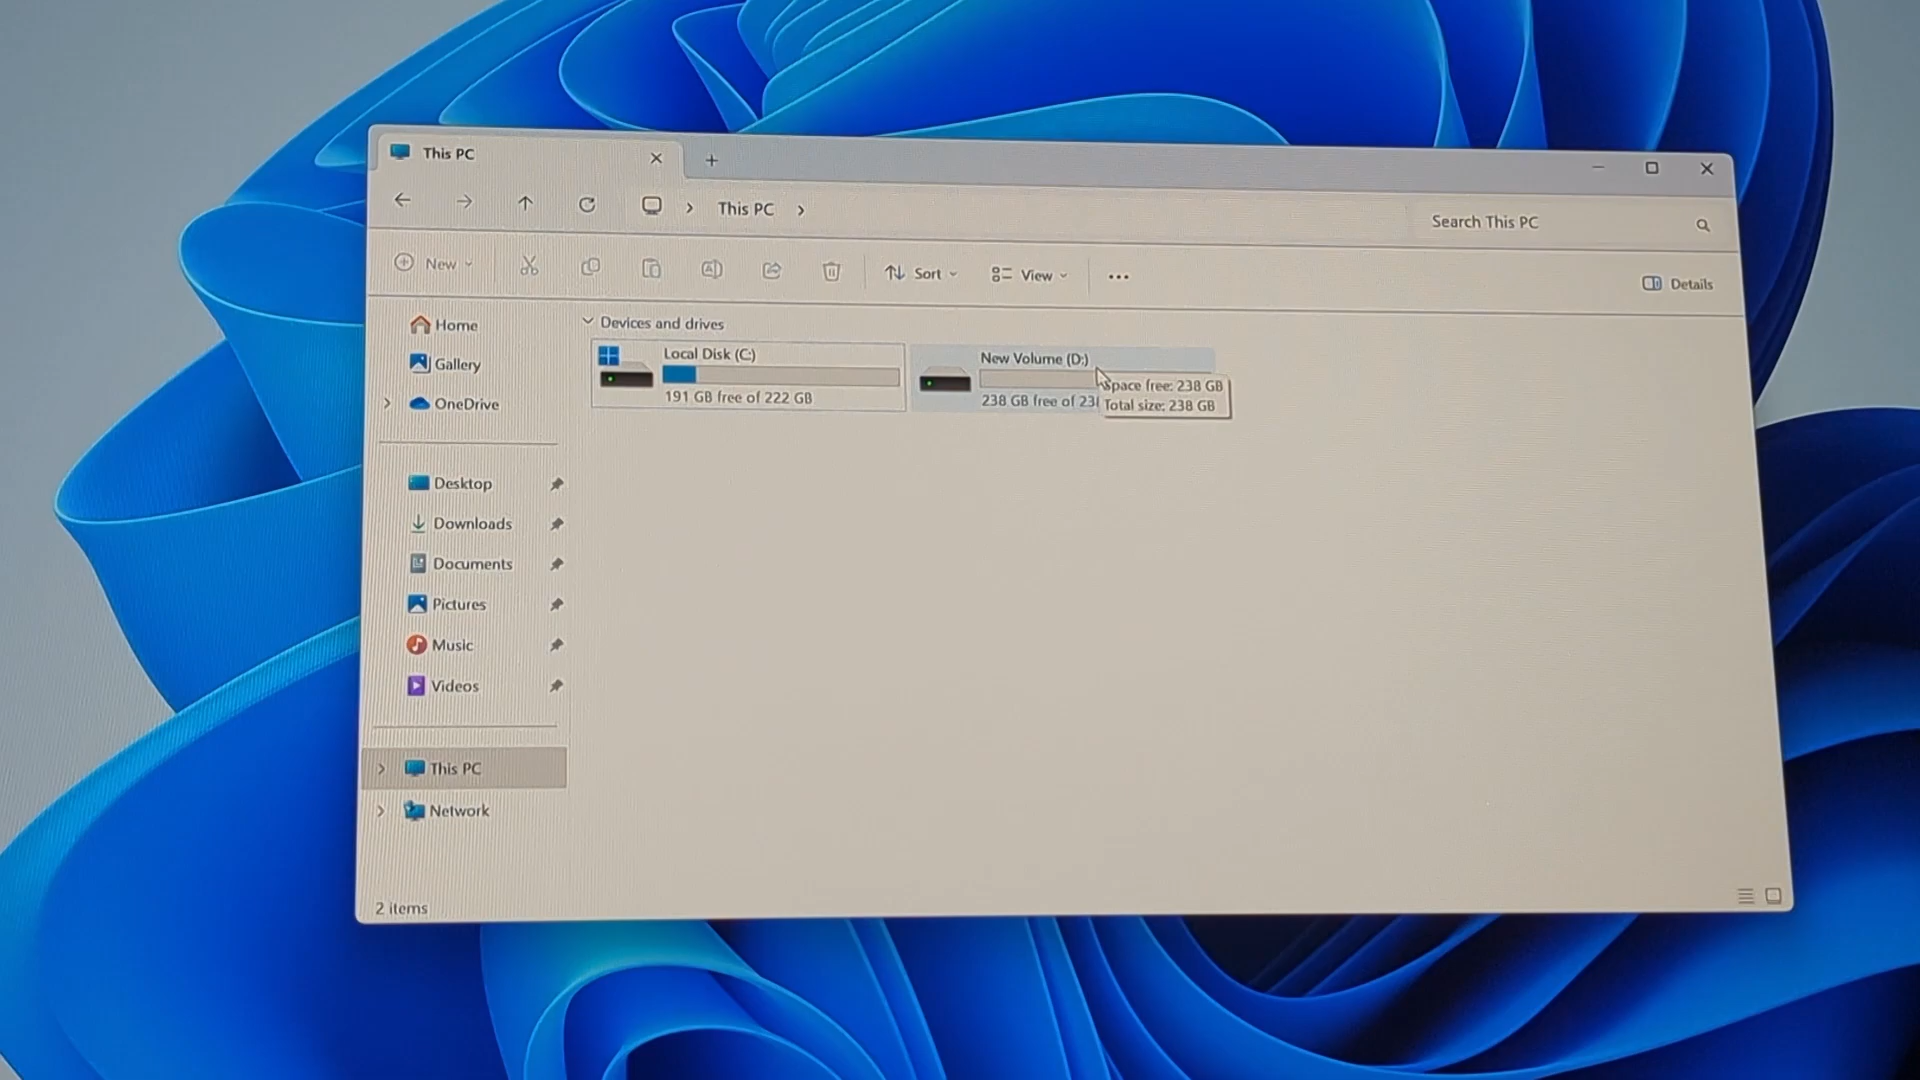 This PC
This PC
Search This PC
New
Sort
View
Details
Home
Gallery
OneDrive
Desktop
Downloads
Documents
Pictures
Music
Videos
This PC
Network
Devices and drives
Local Disk (C:)
191 GB free of 222 GB
New Volume (D:)
238 GB free of 23
Space free: 238 GB
Total size: 238 GB
2 items